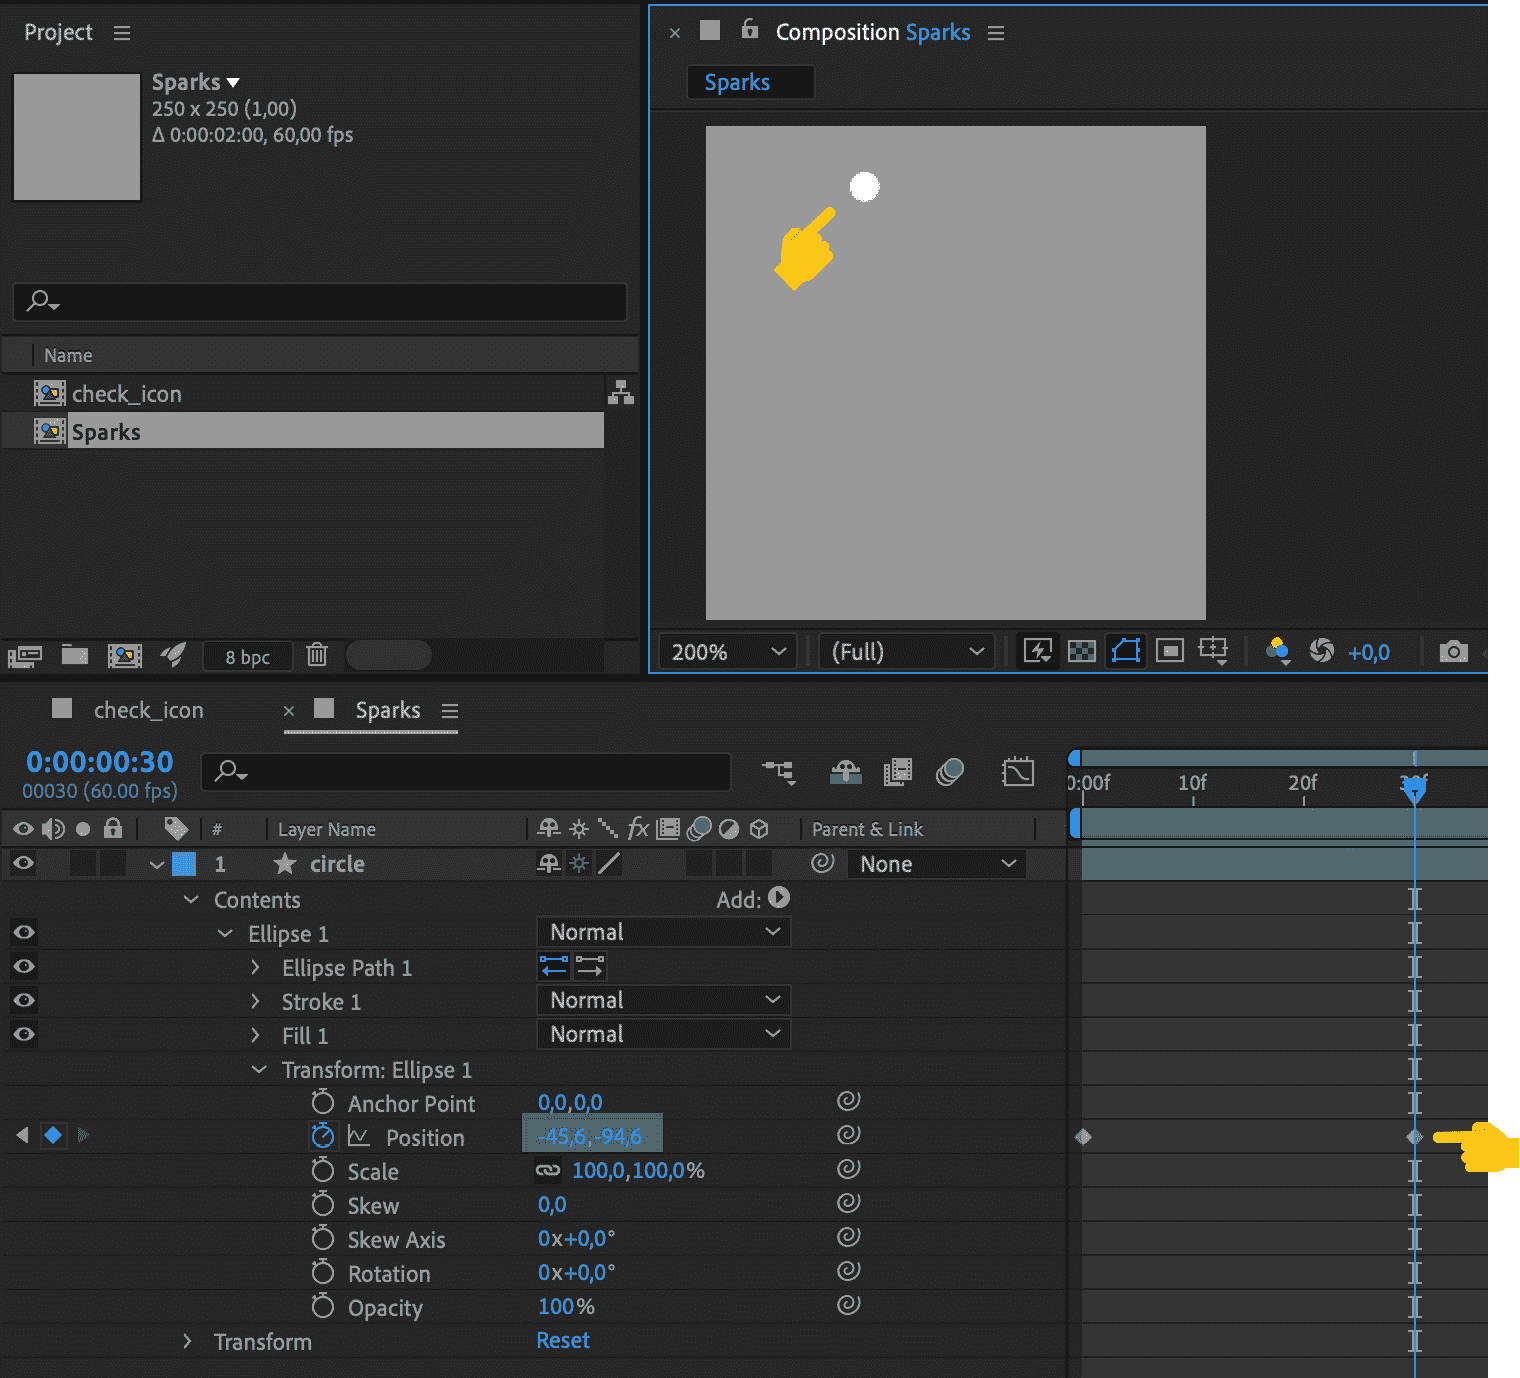 Project
Sparks
250 x 250 (1,00)
Δ 0:00:02:00, 60,00 fps
Name
check_icon
Sparks
8 bpc
Composition Sparks
Sparks
200%
(Full)
+0,0
check_icon
Sparks
0:00:00:30
00030 (60.00 fps)
0:00f 10f 20f
# Layer Name fx Parent & Link
1 circle None
Contents Add:
Ellipse 1 Normal
Ellipse Path 1
Stroke 1 Normal
Fill 1 Normal
Transform: Ellipse 1
Anchor Point 0,0,0,0
Position -45,6,-94,6
Scale 100,0,100,0%
Skew 0,0
Skew Axis 0x+0,0°
Rotation 0x+0,0°
Opacity 100%
Transform Reset